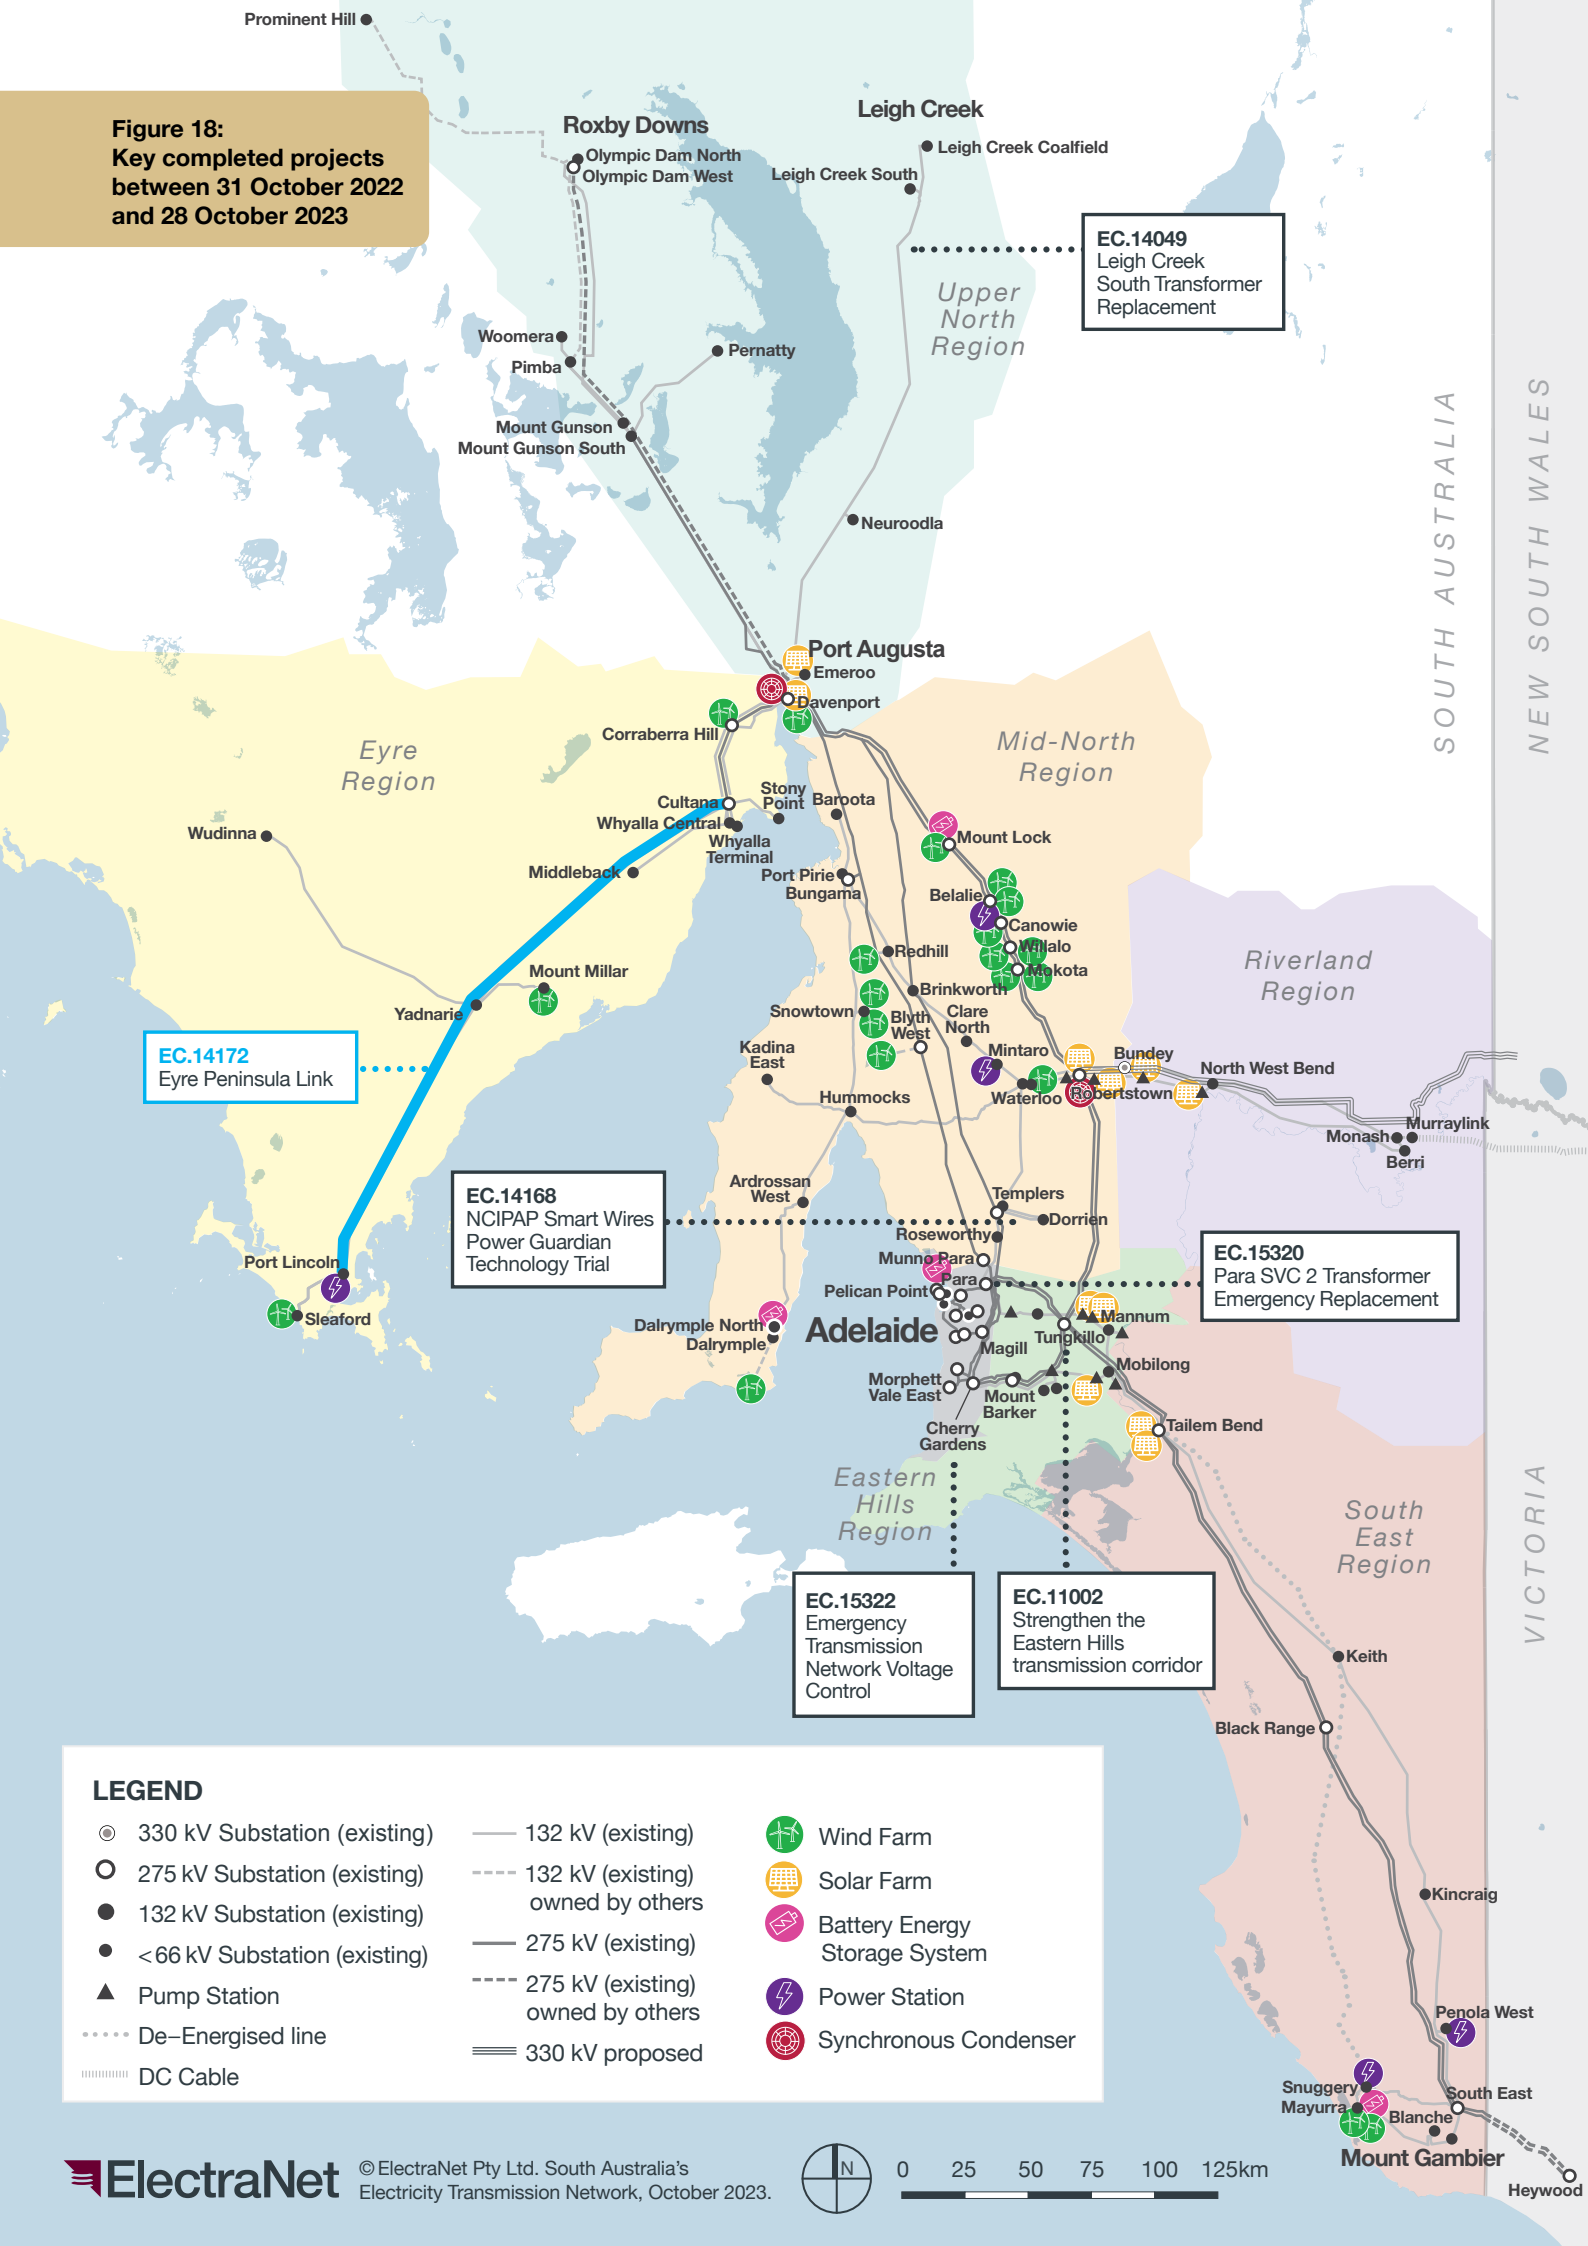 Prominent Hill
Figure 18:
Key completed projects
between 31 October 2022
and 28 October 2023
Roxby Downs
Olympic Dam North
Olympic Dam West
Leigh Creek
Leigh Creek Coalfield
Leigh Creek South
EC.14049
Leigh Creek
South Transformer
Replacement
Upper
North
Region
Woomera
Pimba
Pernatty
Mount Gunson
Mount Gunson South
Neuroodla
SOUTH AUSTRALIA
NEW SOUTH WALES
Port Augusta
Emeroo
Davenport
Corraberra Hill
Eyre
Region
Mid-North
Region
Cultana
Stony
Point
Baroota
Whyalla Central
Whyalla
Terminal
Wudinna
Middleback
Mount Lock
Port Pirie
Bungama
Belalie
Canowie
Willalo
Mokota
Redhill
Riverland
Region
Mount Millar
Yadnarie
Brinkworth
Snowtown
Blyth
West
Clare
North
Kadina
East
Mintaro
Bundey
North West Bend
EC.14172
Eyre Peninsula Link
Waterloo
Robertstown
Hummocks
Murraylink
Monash
Berri
EC.14168
NCIPAP Smart Wires
Power Guardian
Technology Trial
Ardrossan
West
Templers
Dorrien
Roseworthy
Munno Para
Para
Pelican Point
EC.15320
Para SVC 2 Transformer
Emergency Replacement
Port Lincoln
Sleaford
Dalrymple North
Dalrymple
Adelaide
Magill
Tungkillo
Mannum
Mobilong
Morphett
Vale East
Mount
Barker
Cherry
Gardens
Tailem Bend
Eastern
Hills
Region
South
East
Region
VICTORIA
EC.15322
Emergency
Transmission
Network Voltage
Control
EC.11002
Strengthen the
Eastern Hills
transmission corridor
Keith
Black Range
Kincraig
Penola West
Snuggery
Mayurra
South East
Blanche
Mount Gambier
Heywood
LEGEND
330 kV Substation (existing)
275 kV Substation (existing)
132 kV Substation (existing)
<66 kV Substation (existing)
Pump Station
De–Energised line
DC Cable
132 kV (existing)
132 kV (existing)
owned by others
275 kV (existing)
275 kV (existing)
owned by others
330 kV proposed
Wind Farm
Solar Farm
Battery Energy
Storage System
Power Station
Synchronous Condenser
ElectraNet
© ElectraNet Pty Ltd. South Australia's
Electricity Transmission Network, October 2023.
N
0 25 50 75 100 125km